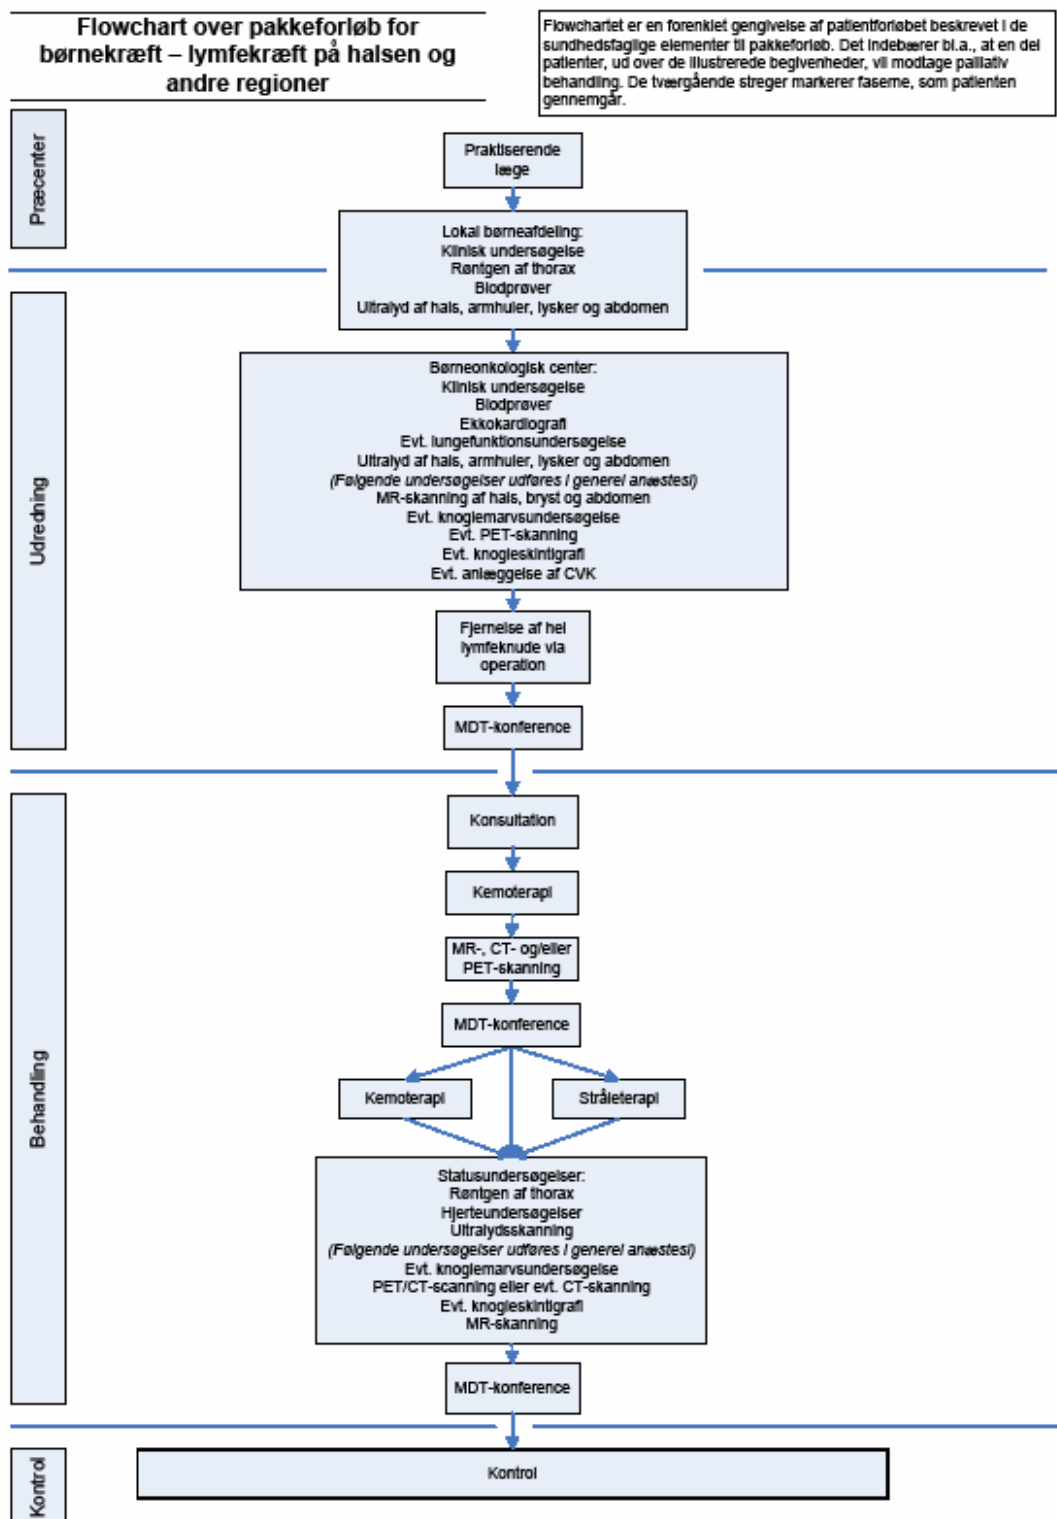 Flowchart over pakkeforløb for
børnekræft – lymfekræft på halsen og
andre regioner
Flowchartet er en forenklet gengivelse af patientforløbet beskrevet i de
sundhedsfaglige elementer til pakkeforløb. Det indebærer bl.a., at en del
patienter, ud over de illustrerede begivenheder, vil modtage palliativ
behandling. De tværgående streger markerer faserne, som patienten
gennemgår.
Præcenter
Praktiserende
læge
Lokal børneafdeling:
Klinisk undersøgelse
Røntgen af thorax
Blodprøver
Ultralyd af hals, armhuler, lysker og abdomen
Udredning
Børneonkologisk center:
Klinisk undersøgelse
Blodprøver
Ekkokardiografi
Evt. lungefunktionsundersøgelse
Ultralyd af hals, armhuler, lysker og abdomen
(Følgende undersøgelser udføres i generel anæstesi)
MR-skanning af hals, bryst og abdomen
Evt. knoglemarvsundersøgelse
Evt. PET-skanning
Evt. knogleskintigrafi
Evt. anlæggelse af CVK
Fjernelse af hel
lymfeknude via
operation
MDT-konference
Behandling
Konsultation
Kemoterapi
MR-, CT- og/eller
PET-skanning
MDT-konference
Kemoterapi
Stråleterapi
Statusundersøgelser:
Røntgen af thorax
Hjerteundersøgelser
Ultralydsskanning
(Følgende undersøgelser udføres i generel anæstesi)
Evt. knoglemarvsundersøgelse
PET/CT-scanning eller evt. CT-skanning
Evt. knogleskintigrafi
MR-skanning
MDT-konference
Kontrol
Kontrol